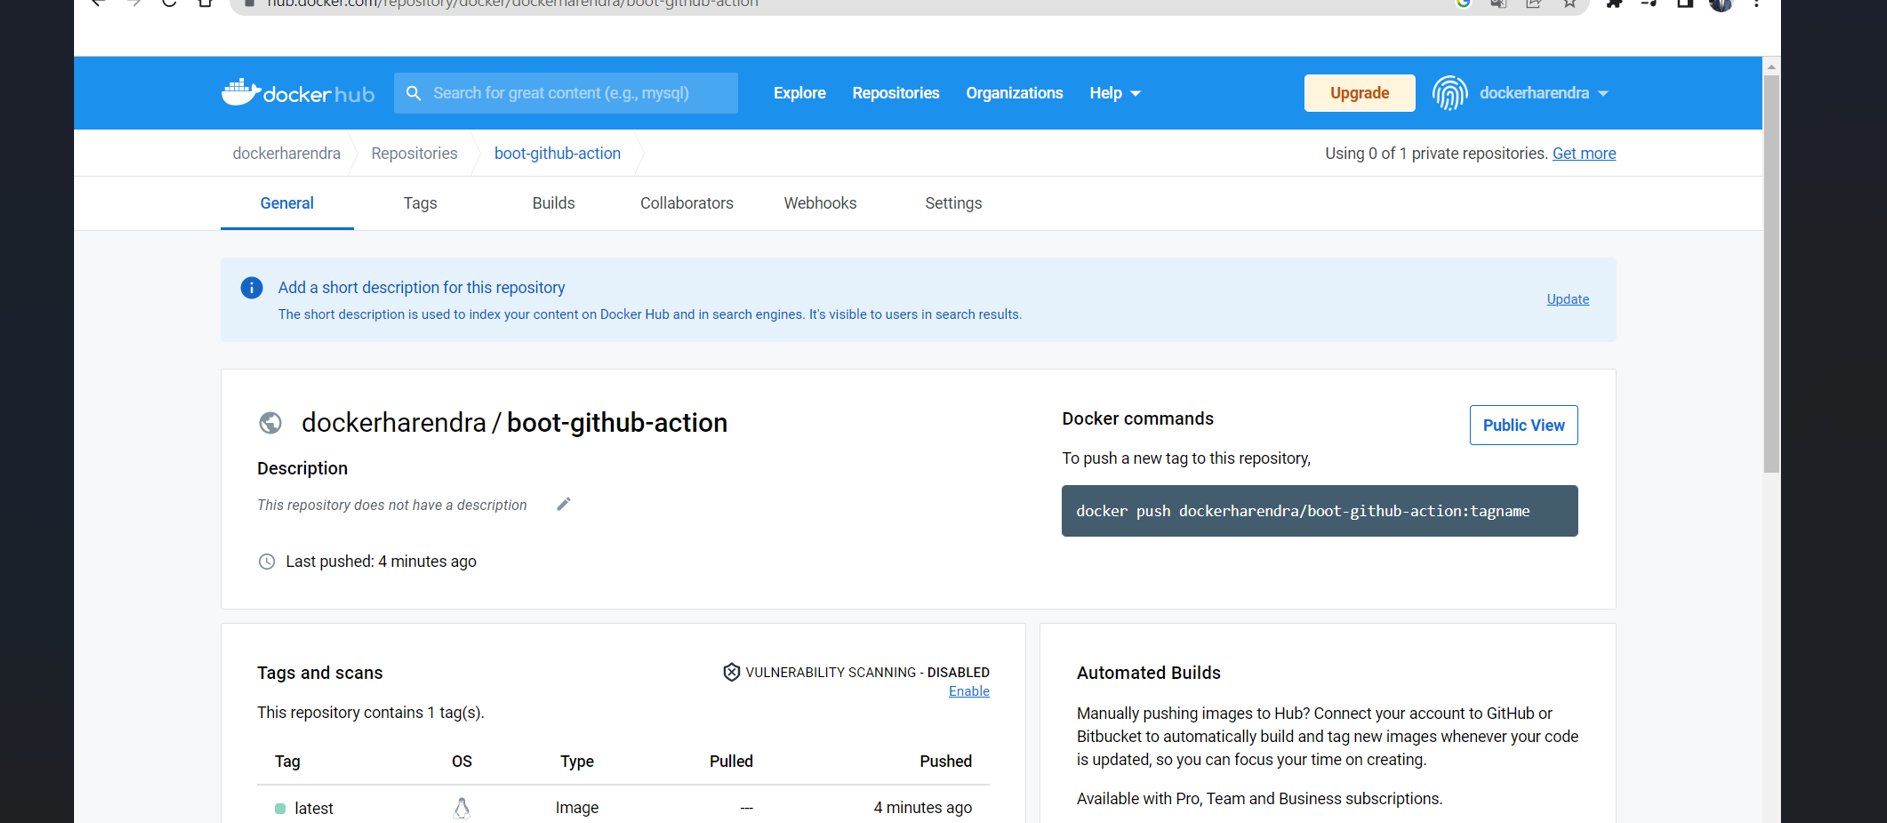 hub.docker.com/repository/docker/dockerharendra/boot-github-action
docker hub
Search for great content (e.g., mysql)
Explore
Repositories
Organizations
Help
Upgrade
dockerharendra
dockerharendra
Repositories
boot-github-action
Using 0 of 1 private repositories. Get more
General
Tags
Builds
Collaborators
Webhooks
Settings
Add a short description for this repository
The short description is used to index your content on Docker Hub and in search engines. It's visible to users in search results.
Update
dockerharendra / boot-github-action
Description
This repository does not have a description
Last pushed: 4 minutes ago
Docker commands
Public View
To push a new tag to this repository,
docker push dockerharendra/boot-github-action:tagname
Tags and scans
VULNERABILITY SCANNING - DISABLED
Enable
This repository contains 1 tag(s).
Tag OS Type Pulled Pushed
latest Image --- 4 minutes ago
Automated Builds
Manually pushing images to Hub? Connect your account to GitHub or
Bitbucket to automatically build and tag new images whenever your code
is updated, so you can focus your time on creating.
Available with Pro, Team and Business subscriptions.